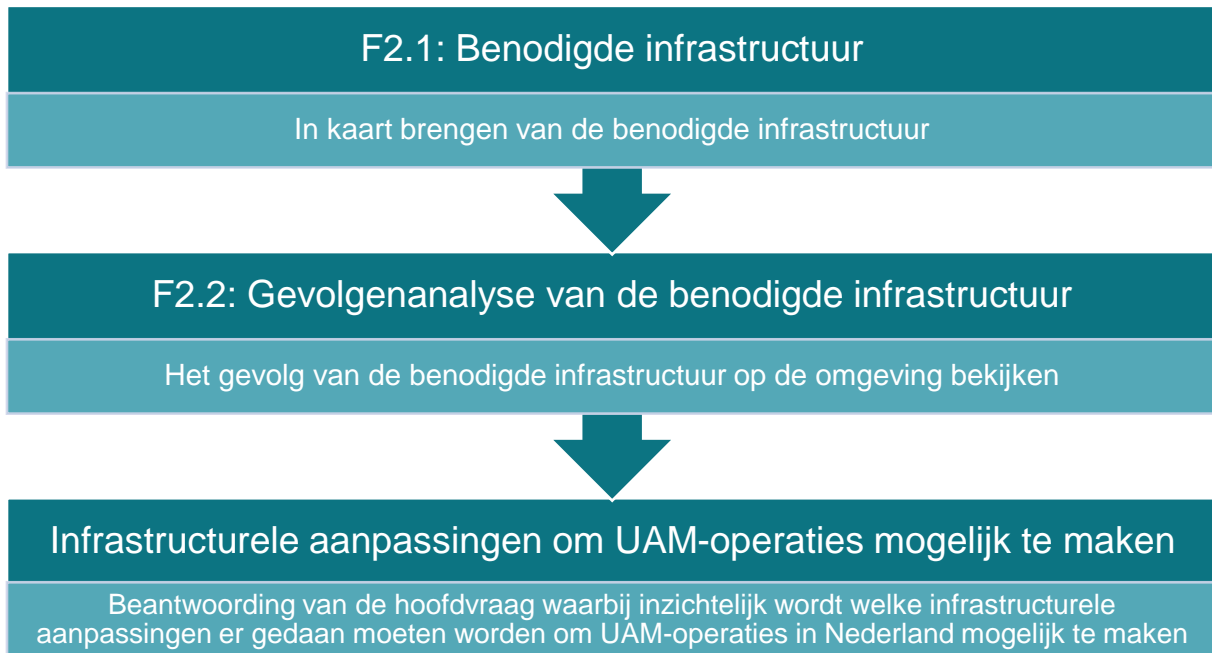 F2.1: Benodigde infrastructuur
In kaart brengen van de benodigde infrastructuur
F2.2: Gevolgenanalyse van de benodigde infrastructuur
Het gevolg van de benodigde infrastructuur op de omgeving bekijken
Infrastructurele aanpassingen om UAM-operaties mogelijk te maken
Beantwoording van de hoofdvraag waarbij inzichtelijk wordt welke infrastructurele
aanpassingen er gedaan moeten worden om UAM-operaties in Nederland mogelijk te maken